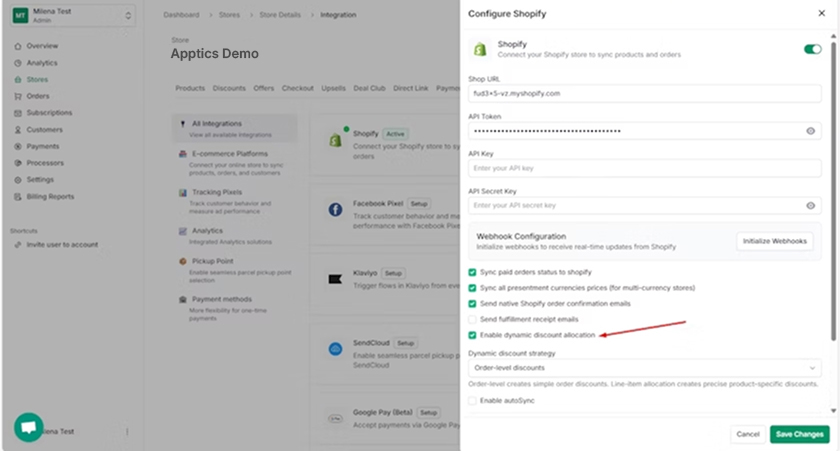 MT
Milena Test
Admin
Overview
Analytics
Stores
Orders
Subscriptions
Customers
Payments
Processors
Settings
Billing Reports
Shortcuts
Invite user to account
lena Test
Dashboard > Stores > Store Details > Integration
Store
Apptics Demo
Products Discounts Offers Checkout Upsells Deal Club Direct Link Paymo
All Integrations
View all available integrations
E-commerce Platforms
Connect your online store to sync
products, orders, and customers
Tracking Pixels
Track customer behavior and
measure ad performance
Analytics
Integrated Analytics solutions
Pickup Point
Enable seamless parcel pickup point
selection
Payment methods
More flexibility for one-time
payments
Shopify Active
Connect your Shopify store to sy
orders
Facebook Pixel Setup
Track customer behavior and me
performance with Facebook Pixel
Klaviyo Setup
Trigger flows in Klaviyo from eve
SendCloud Setup
Enable seamless parcel pickup p
SendCloud
Google Pay (Beta) Setup
Accept payments via Google Pay
Configure Shopify
Shopify
Connect your Shopify store to sync products and orders
Shop URL
fud3+5-vz.myshopify.com
API Token
API Key
Enter your API key
API Secret Key
Enter your API secret key
Webhook Configuration
Initialize webhooks to receive real-time updates from Shopify
Initialize Webhooks
Sync paid orders status to shopify
Sync all presentment currencies prices (for multi-currency stores)
Send native Shopify order confirmation emails
Send fulfillment receipt emails
Enable dynamic discount allocation
Dynamic discount strategy
Order-level discounts
Order-level creates simple order discounts. Line-item allocation creates precise product-specific discounts.
Enable autoSync
Cancel
Save Changes